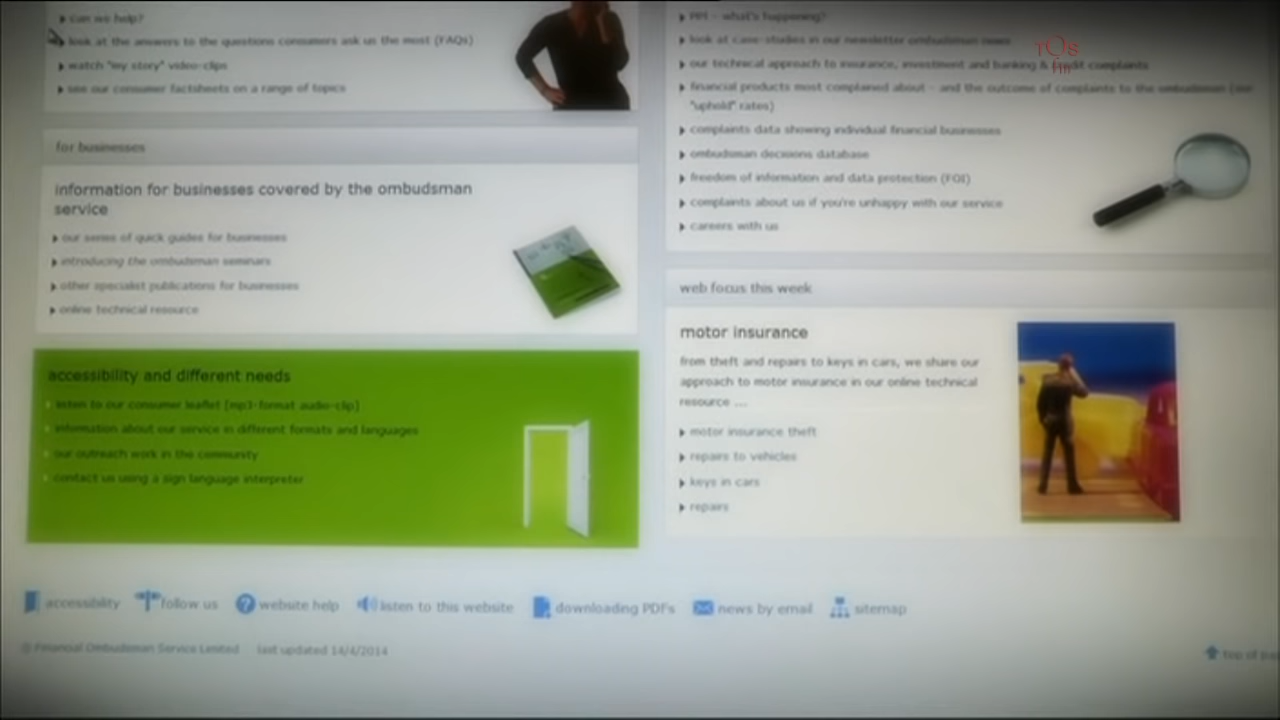 can we help?
look at the answers to the questions consumers ask us the most (FAQs)
watch "my story" video-clips
see our consumer factsheets on a range of topics
for businesses
information for businesses covered by the ombudsman
service
our series of quick guides for businesses
introducing the ombudsman seminars
other specialist publications for businesses
online technical resource
accessibility and different needs
listen to our consumer leaflet [mp3-format audio-clip]
information about our service in different formats and languages
our outreach work in the community
contact us using a sign language interpreter
PPI - what's happening?
look at case-studies in our newsletter ombudsman news
our technical approach to insurance, investment and banking & credit complaints
financial products most complained about - and the outcome of complaints to the ombudsman (our
"uphold" rates)
complaints data showing individual financial businesses
ombudsman decisions database
freedom of information and data protection (FOI)
complaints about us if you're unhappy with our service
careers with us
web focus this week
motor insurance
from theft and repairs to keys in cars, we share our
approach to motor insurance in our online technical
resource ...
motor insurance theft
repairs to vehicles
keys in cars
repairs
accessibility follow us website help listen to this website downloading PDFs news by email sitemap
© Financial Ombudsman Service Limited last updated 14/4/2014
top of